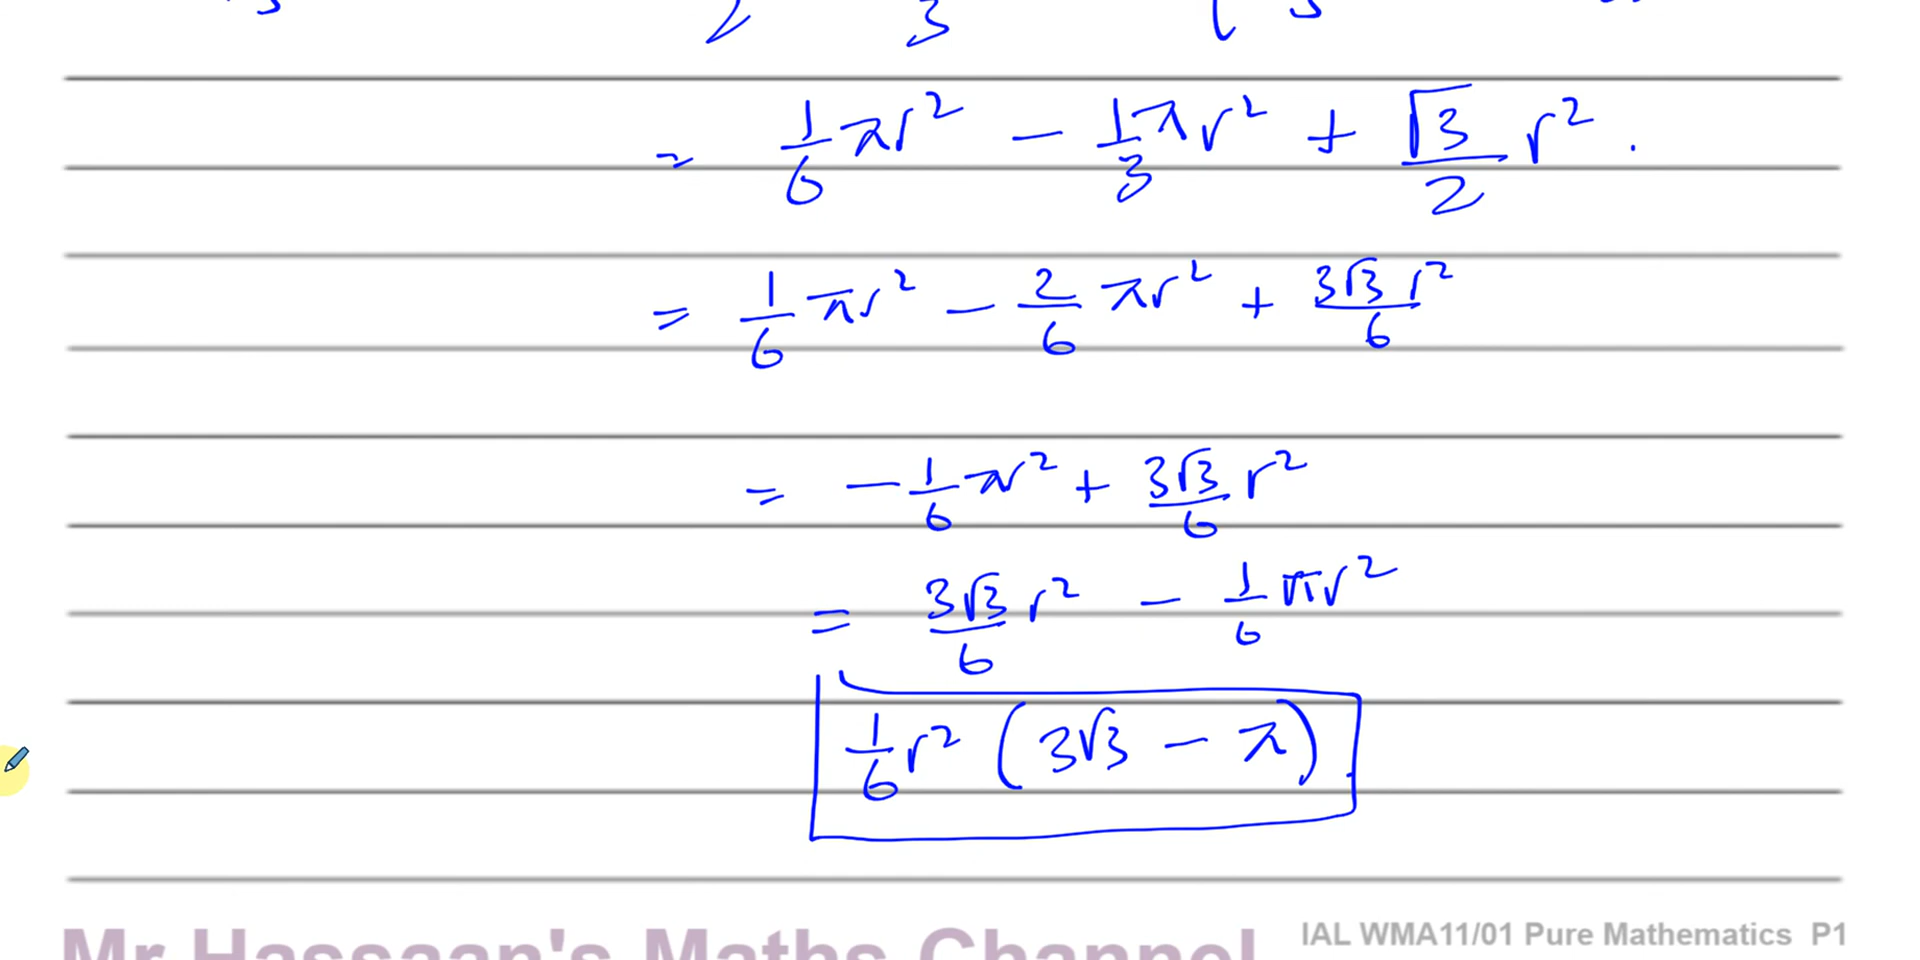 = 1/6 πr² - 1/3 πr² + √3/2 r².
= 1/6 πr² - 2/6 πr² + 3√3 r²/6
= -1/6 πr² + 3√3/6 r²
= 3√3/6 r² - 1/6 πr²
1/6 r² (3√3 - π).
Mr Hassaan's Maths Channel
IAL WMA11/01 Pure Mathematics P1